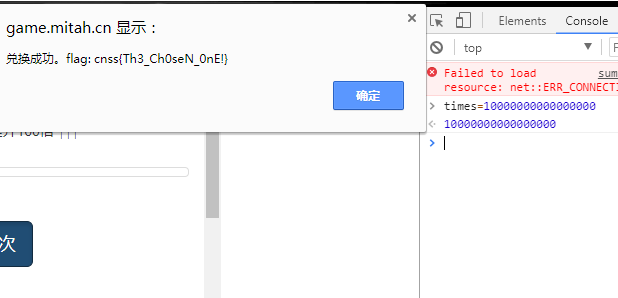 game.mitah.cn 显示：
兑换成功。flag: cnss{Th3_Ch0seN_0nE!}
确定
100倍
次
Elements
Console
top
Failed to load
resource: net::ERR_CONNECTI
sum
times=10000000000000000
10000000000000000